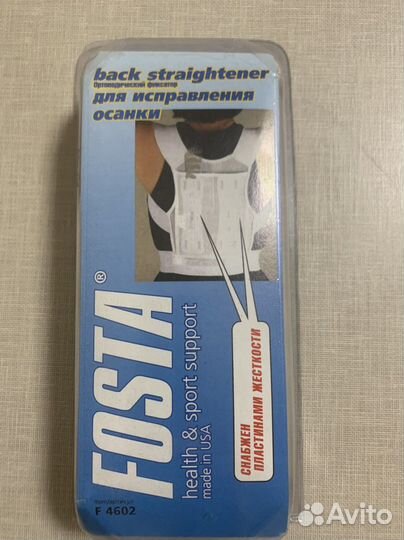 back straightener
Ортопедический фиксатор
для исправления
осанки
FOSTA®
health & sport support
made in USA
СНАБЖЕН
ПЛАСТИНАМИ ЖЕСТКОСТИ
F 4602
Avito